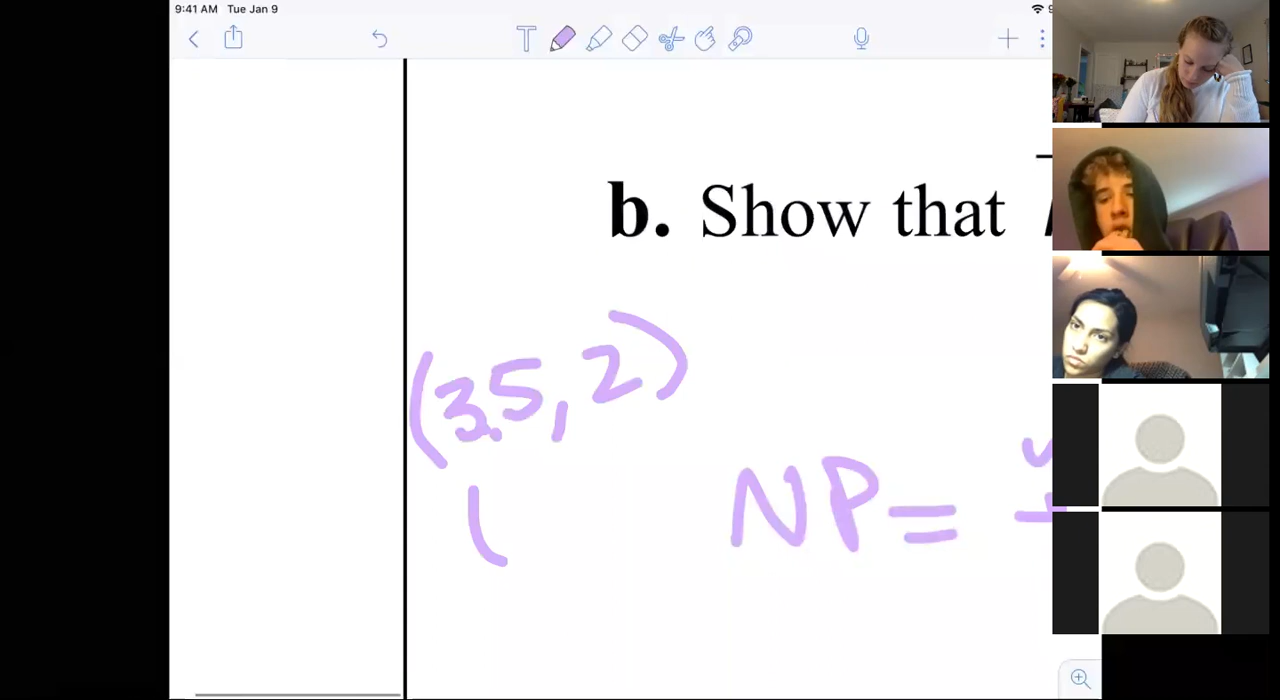 9:41 AM Tue Jan 9
T
b. Show that
(3.5, 2)
(
NP =